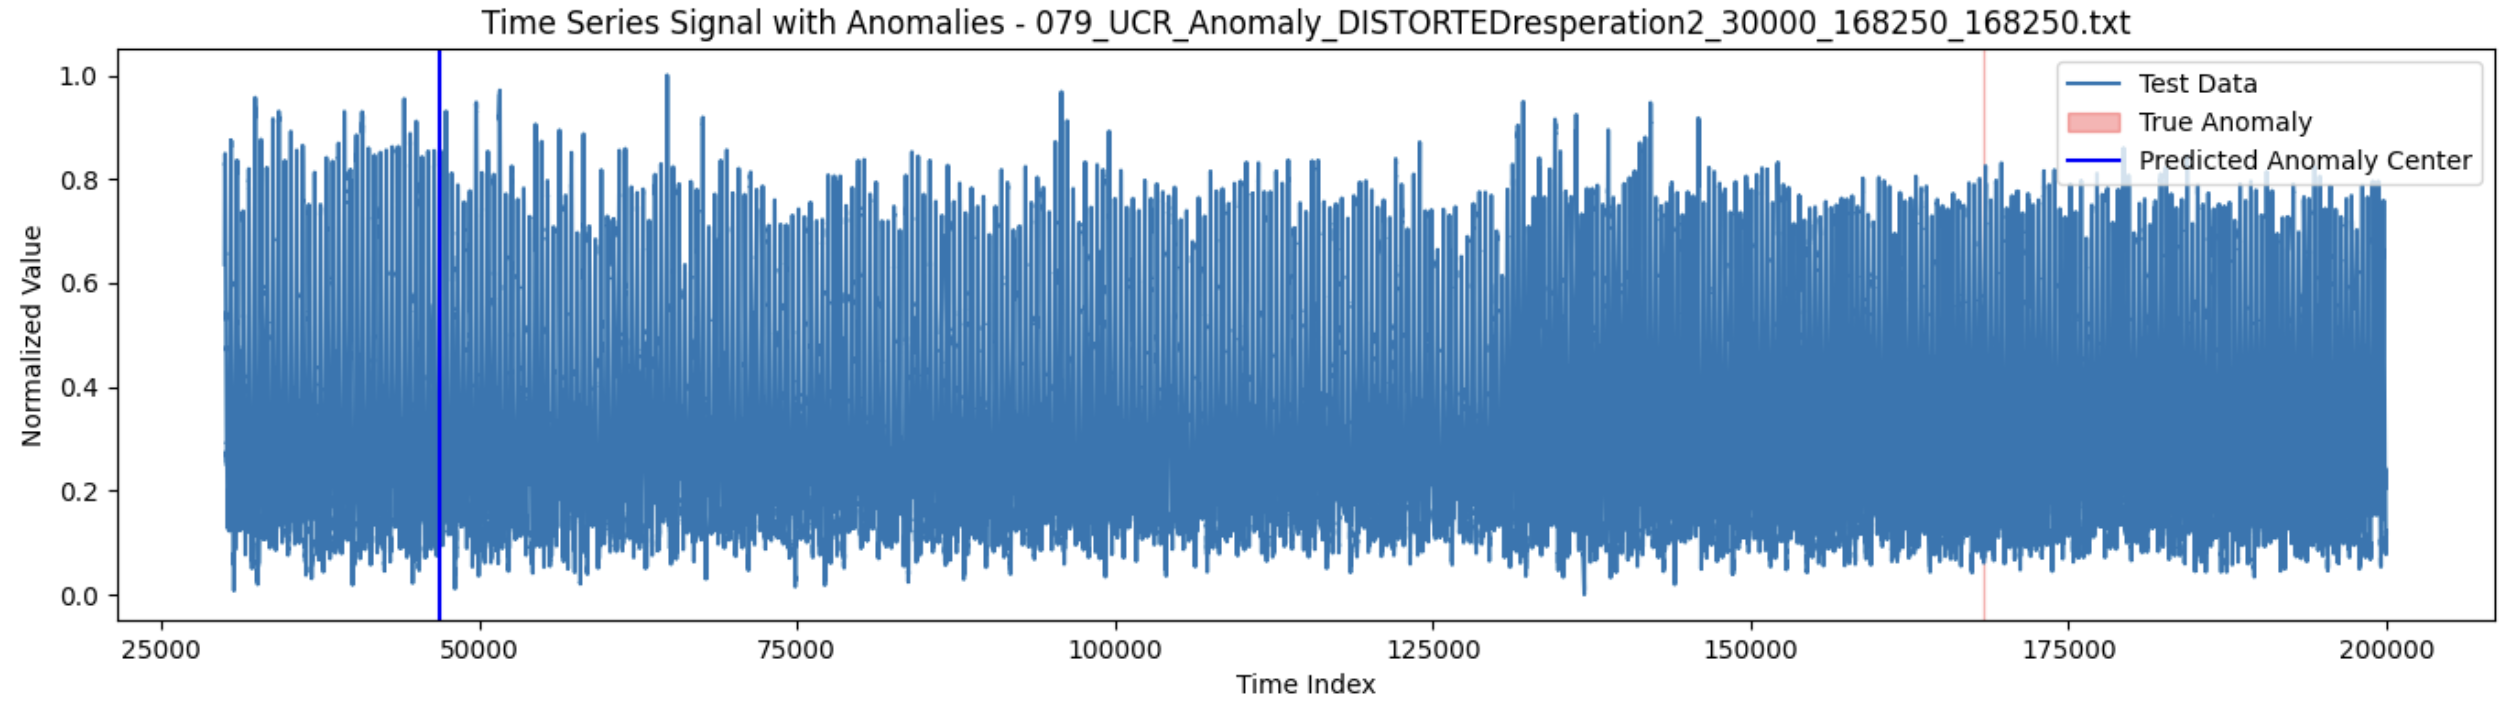 Time Series Signal with Anomalies - 079_UCR_Anomaly_DISTORTEDresperation2_30000_168250_168250.txt
1.0
0.8
0.6
0.4
0.2
0.0
Normalized Value
Test Data
True Anomaly
Predicted Anomaly Center
25000 50000 75000 100000 125000 150000 175000 200000
Time Index